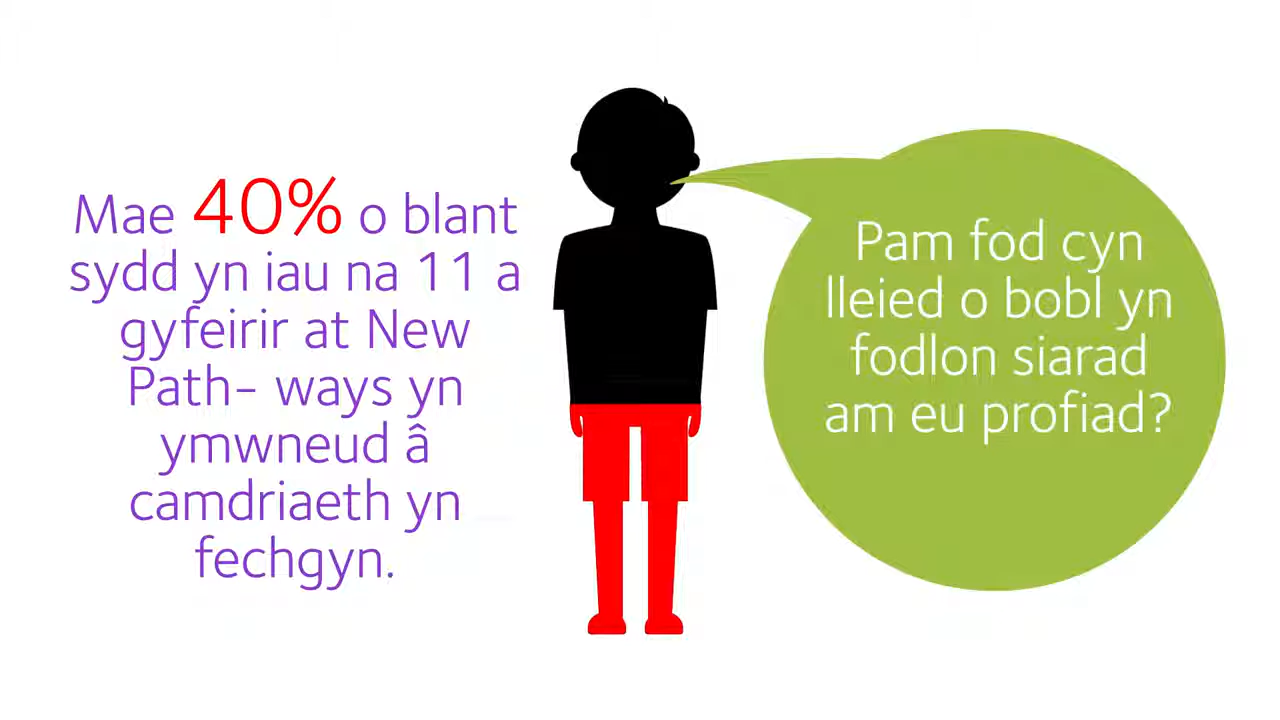 Mae 40% o blant
sydd yn iau na 11 a
gyfeirir at New
Path- ways yn
ymwneud â
camdriaeth yn
fechgyn.
Pam fod cyn
lleied o bobl yn
fodlon siarad
am eu profiad?